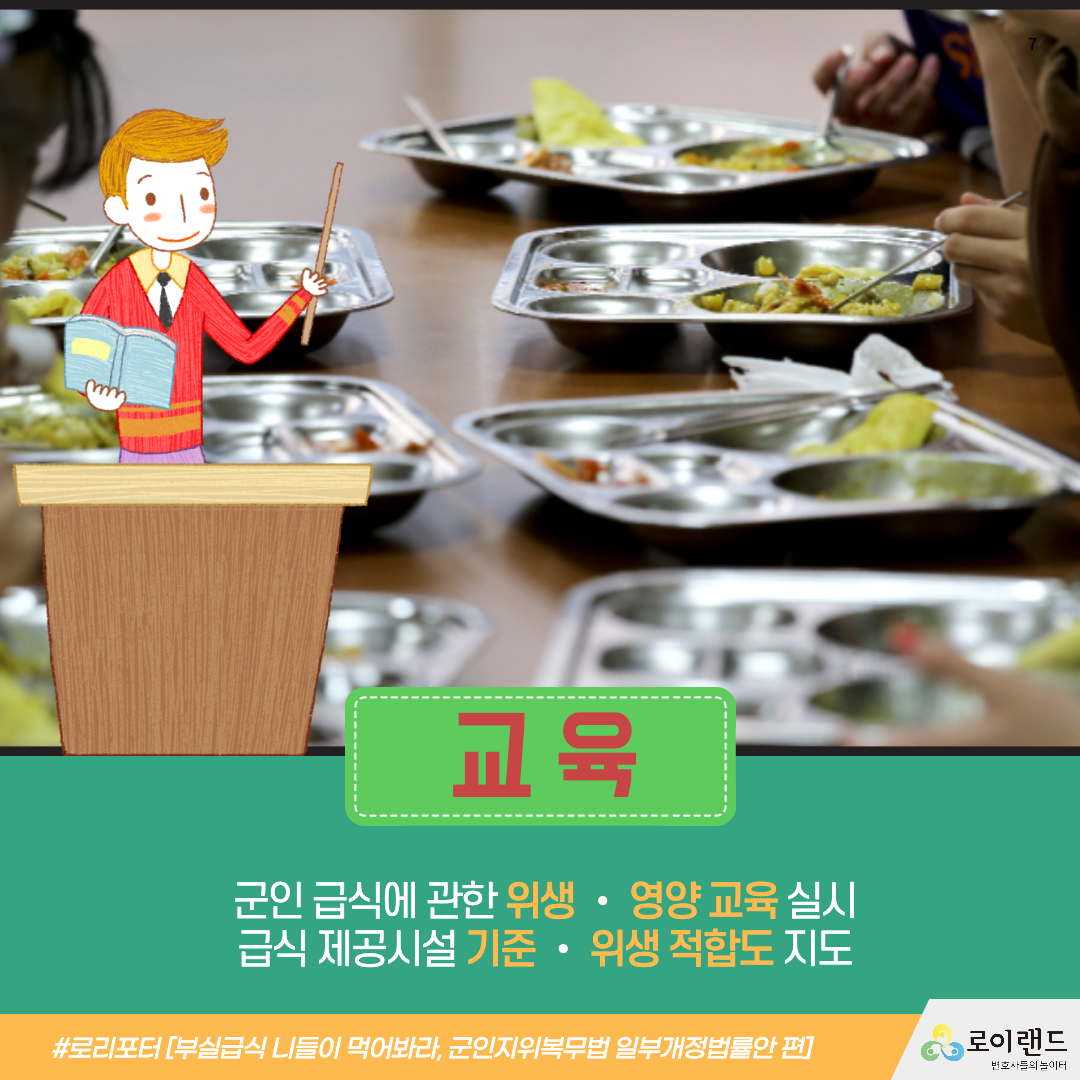 7
교육
군인 급식에 관한 위생 • 영양 교육 실시
급식 제공시설 기준 • 위생 적합도 지도
#로리포터 [부실급식 니들이 먹어봐라, 군인지위복무법 일부개정법률안 편]
로이랜드
변호사들의 놀이터